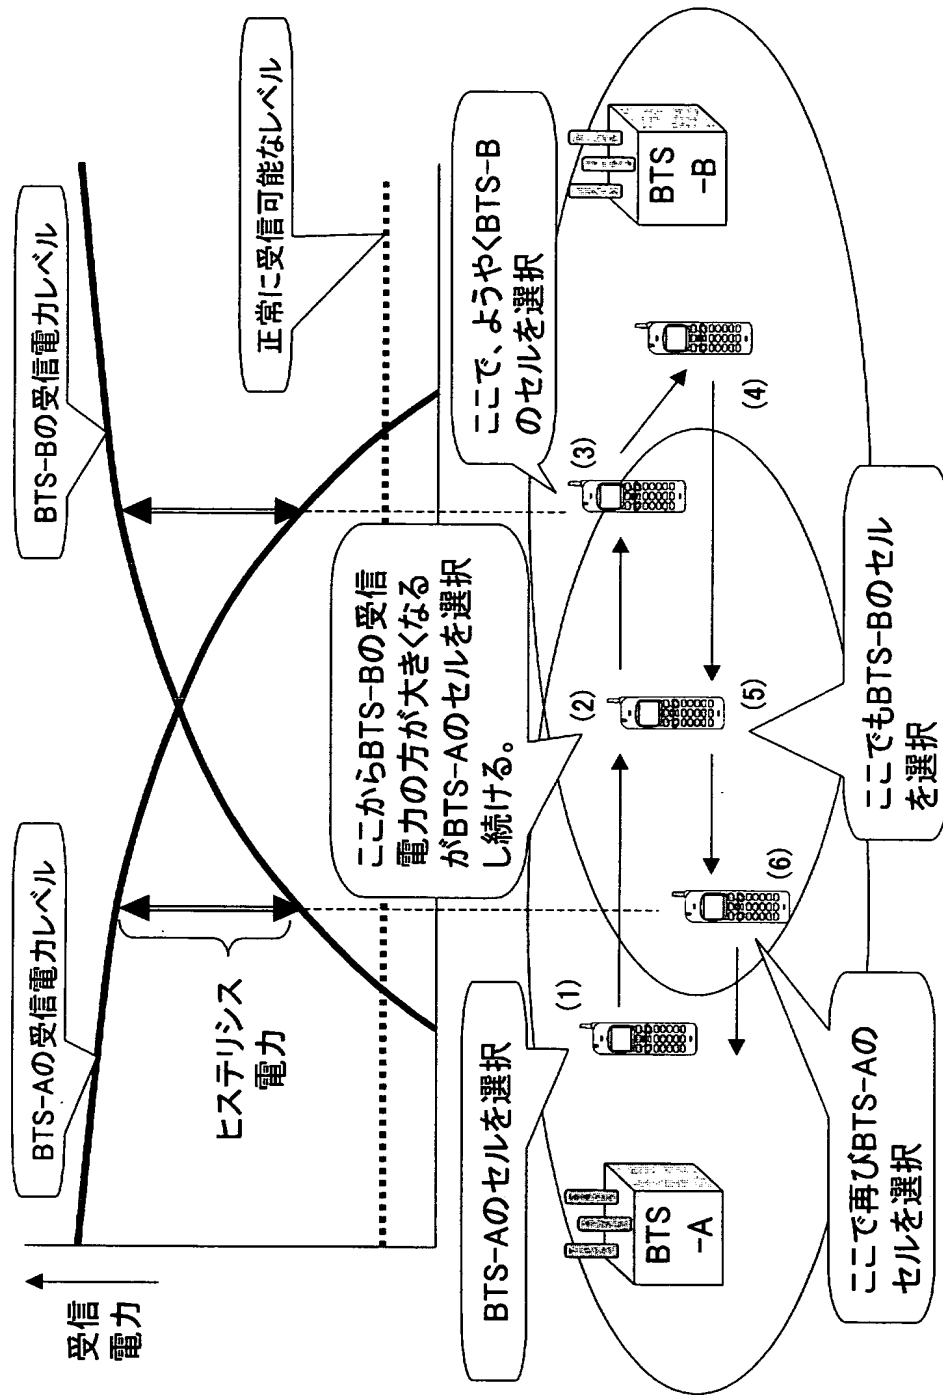 受信
電力
BTS-Aの受信電力レベル
BTS-Bの受信電力レベル
正常に受信可能なレベル
ヒステリシス
電力
BTS-Aのセルを選択
ここからBTS-Bの受信
電力の方が大きくなる
がBTS-Aのセルを選択
し続ける。
ここで、ようやくBTS-B
のセルを選択
(1)
(2)
(3)
(4)
(5)
(6)
BTS
-A
BTS
-B
ここで再びBTS-Aの
セルを選択
ここでもBTS-Bのセル
を選択